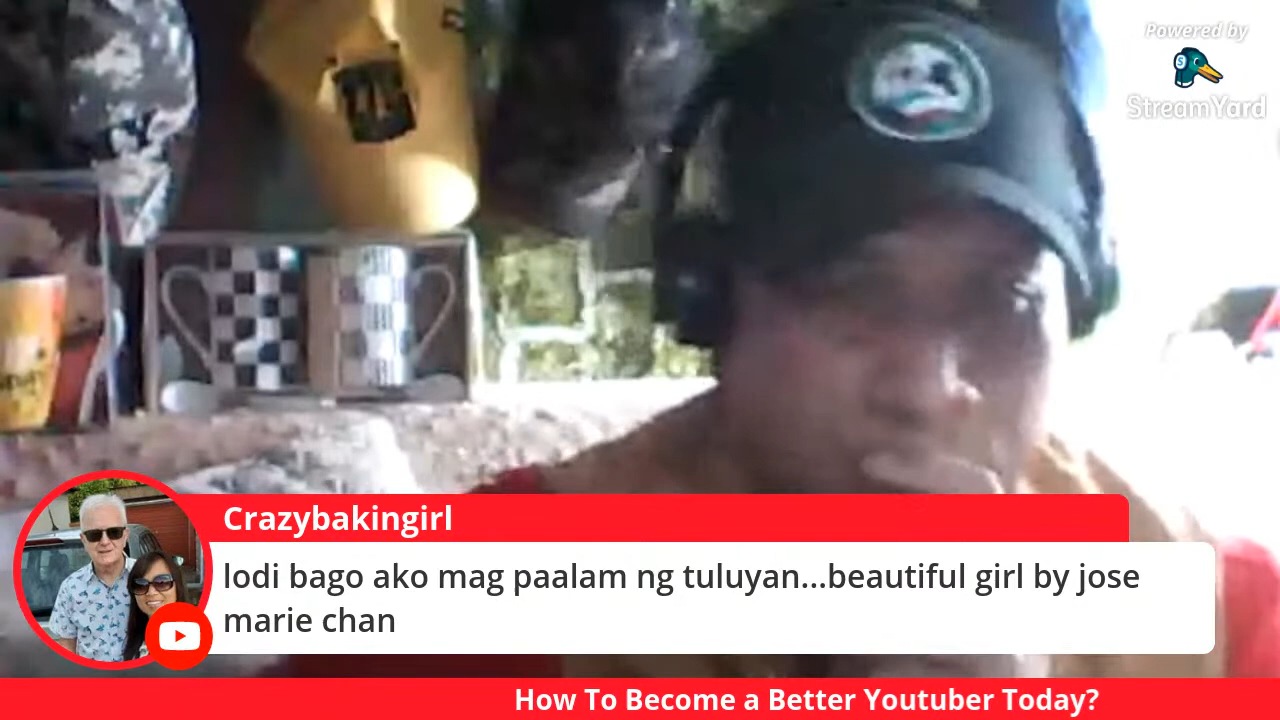 Powered by
StreamYard
Crazybakingirl
lodi bago ako mag paalam ng tuluyan...beautiful girl by jose
marie chan
How To Become a Better Youtuber Today?